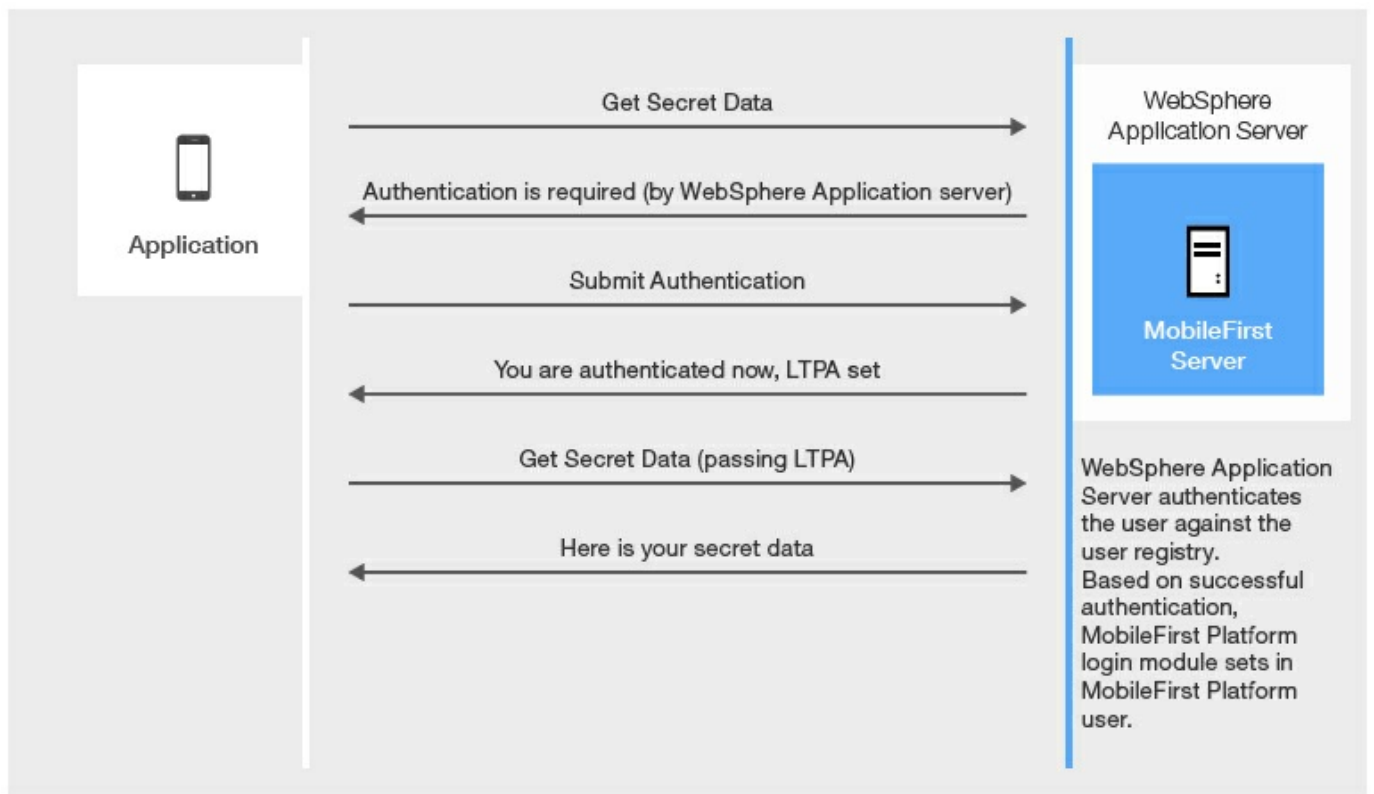 Application
Get Secret Data
Authentication is required (by WebSphere Application server)
Submit Authentication
You are authenticated now, LTPA set
Get Secret Data (passing LTPA)
Here is your secret data
WebSphere
Application Server
MobileFirst
Server
WebSphere Application
Server authenticates
the user against the
user registry.
Based on successful
authentication,
MobileFirst Platform
login module sets in
MobileFirst Platform
user.